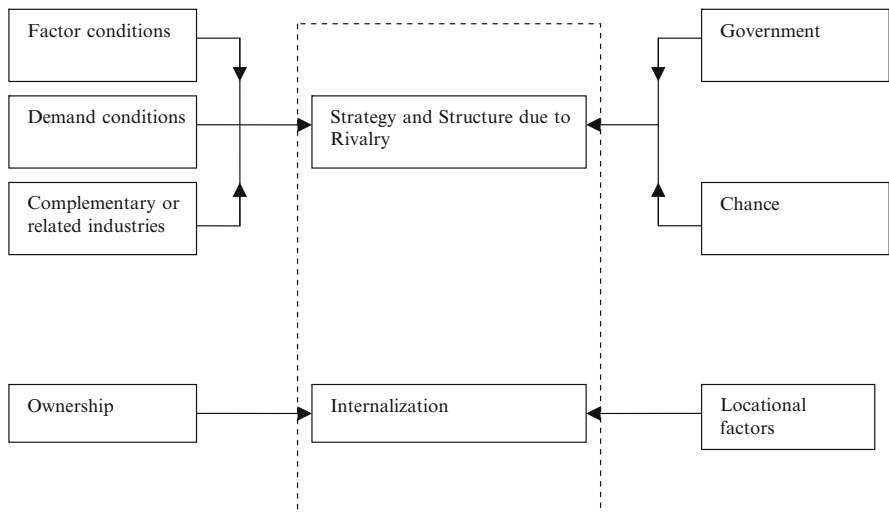 Factor conditions
Demand conditions
Complementary or
related industries
Strategy and Structure due to
Rivalry
Government
Chance
Ownership
Internalization
Locational
factors